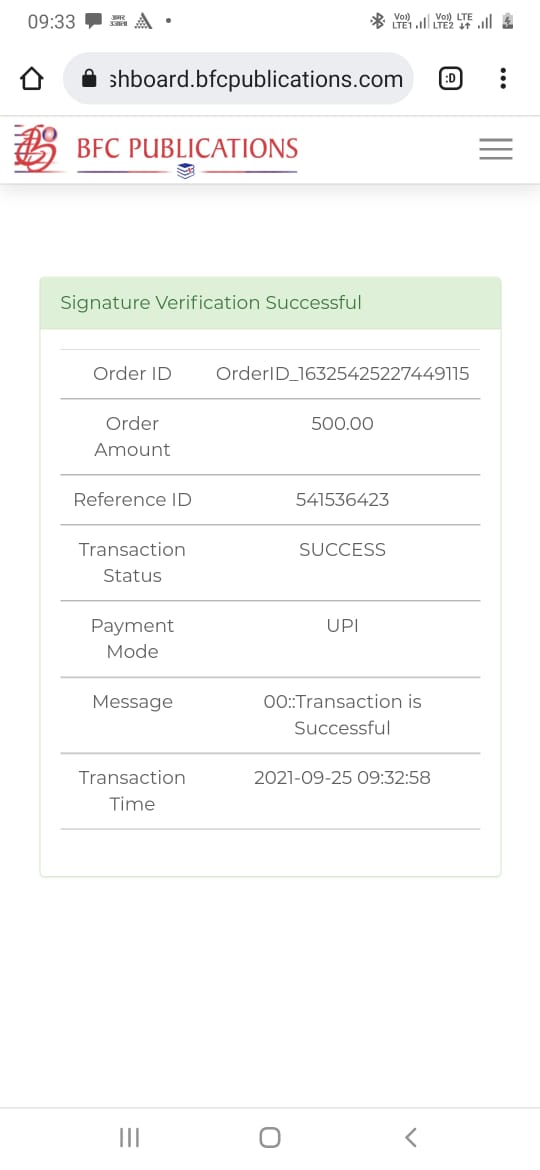 09:33
Vo)) LTE1 Vo)) LTE LTE2
shboard.bfcpublications.com
:D
BFC PUBLICATIONS
Signature Verification Successful
Order ID OrderID_16325425227449115
Order Amount 500.00
Reference ID 541536423
Transaction Status SUCCESS
Payment Mode UPI
Message 00::Transaction is Successful
Transaction Time 2021-09-25 09:32:58